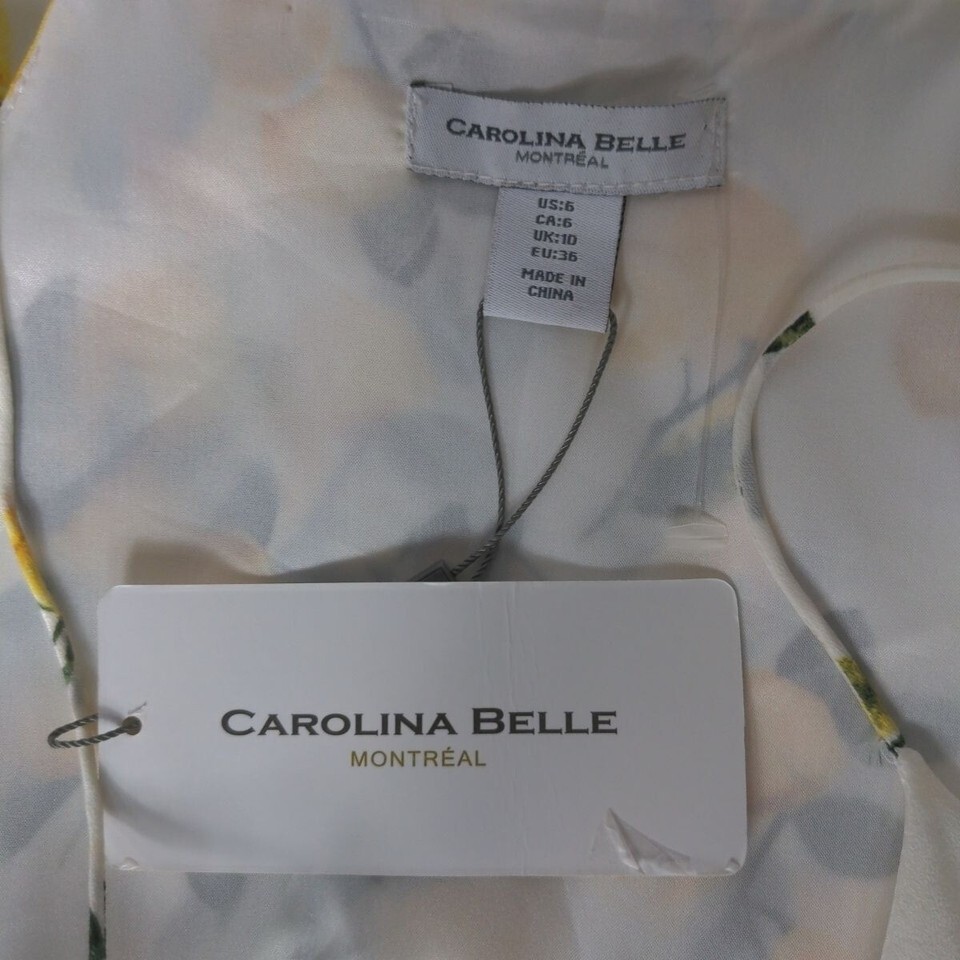 CAROLINA BELLE
MONTRÉAL
US:6
CA:6
UK:10
EU:36
MADE IN
CHINA
CAROLINA BELLE
MONTRÉAL